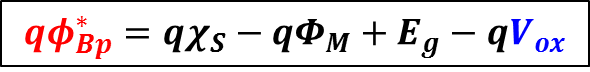 qϕ*Bp = qχS − qΦM + Eg − qVox